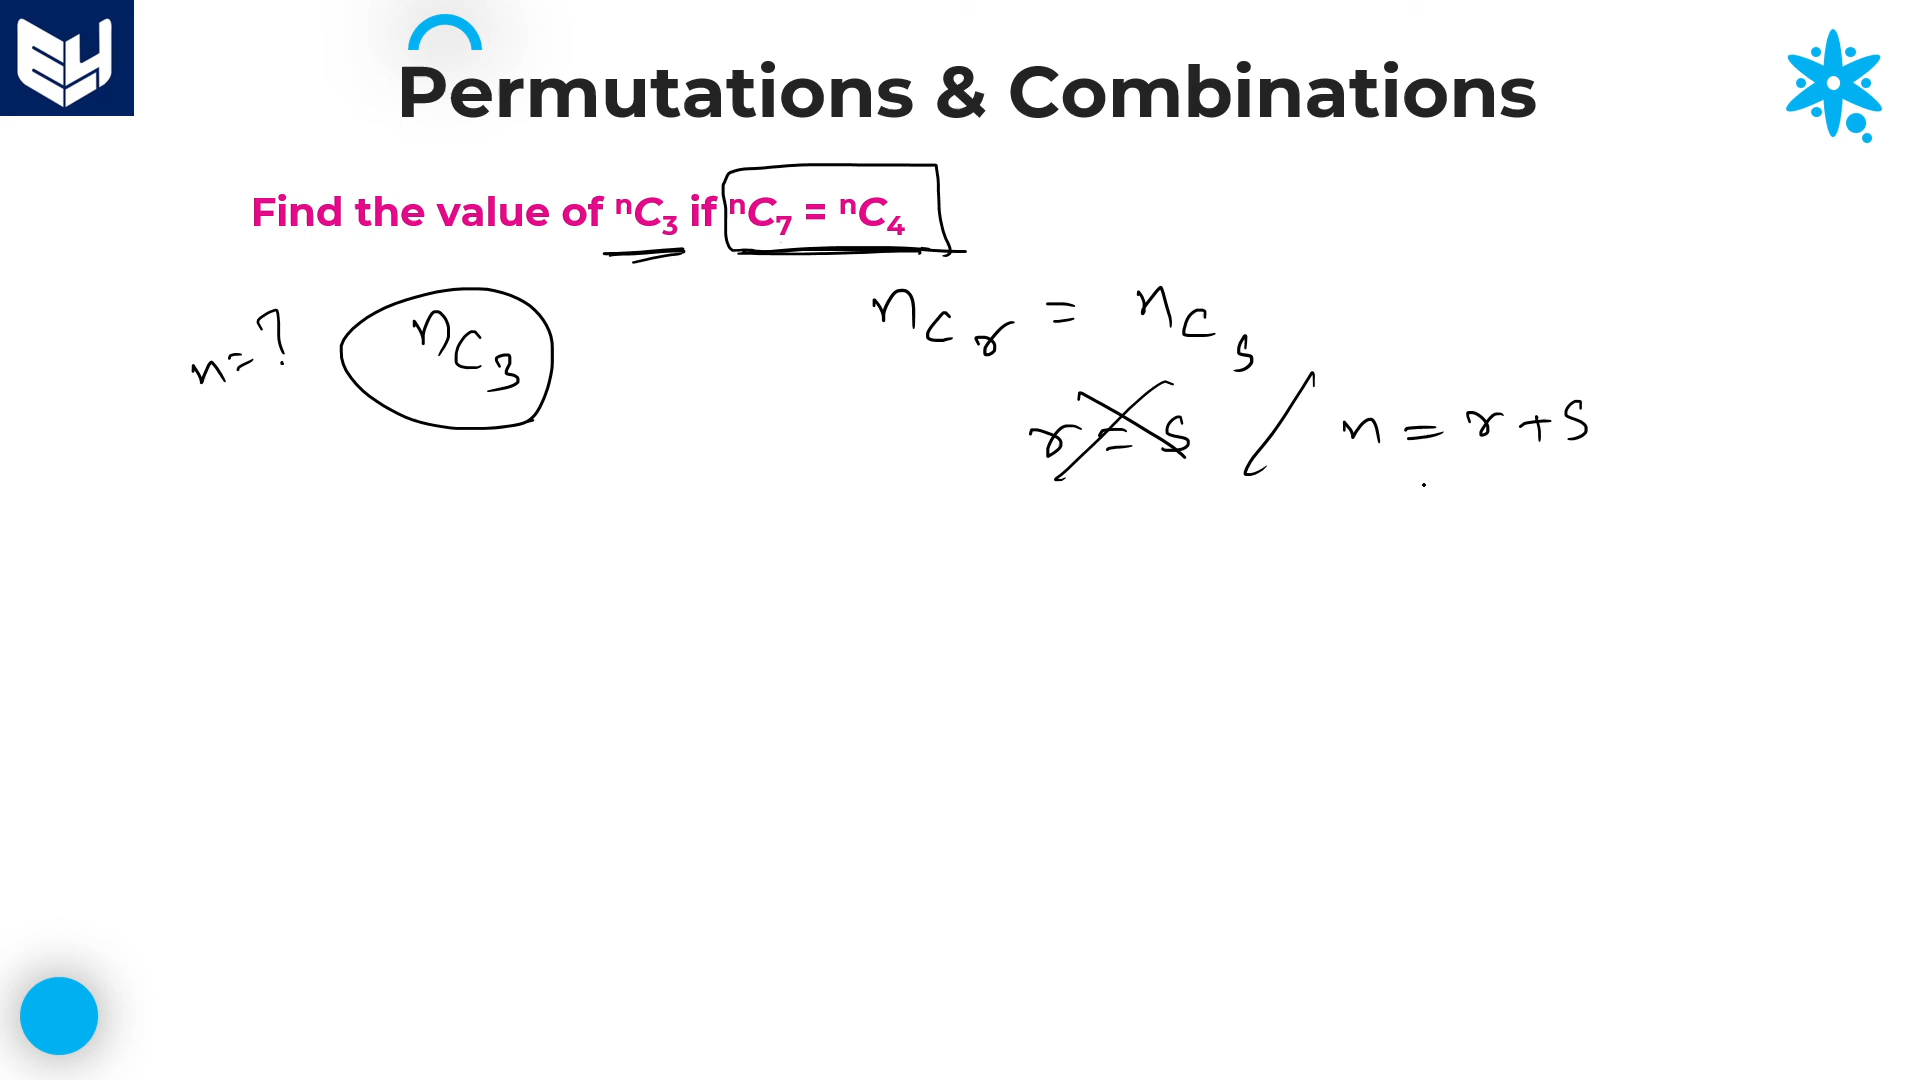 Permutations & Combinations
Find the value of ⁿC₃ if ⁿC₇ = ⁿC₄
n=? nC₃
nCᵣ = nCₛ
r = s / n = r + s